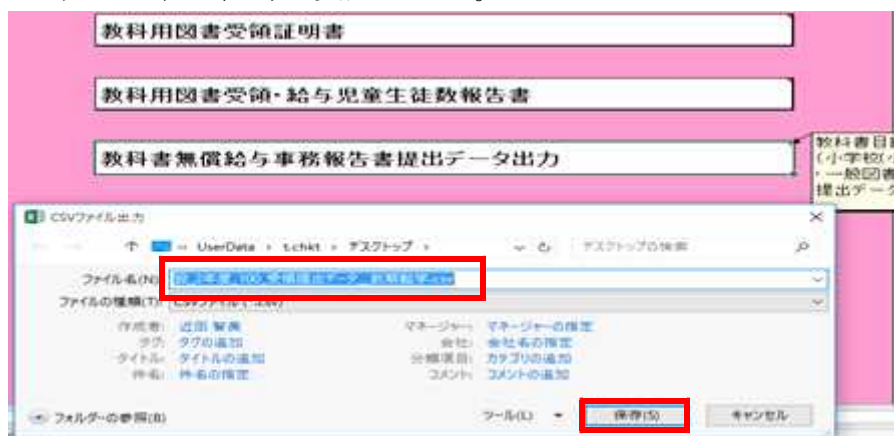 教科用図書受領証明書
教科用図書受領・給与児童生徒数報告書
教科書無償給与事務報告書提出データ出力
教科書目
(小学校(小
・一般図書
提出データ
CSVファイル出力
UserData › t.chkt › デスクトップ ›
デスクトップの検索
ファイル名(N):
ファイルの種類(T): CSVファイル (*.csv)
作成者:
マネージャー: マネージャーの指定
タグ: タグの追加
会社: 会社名の指定
タイトル: タイトルの追加
分類項目: カテゴリの追加
件名: 件名の指定
コメント: コメントの追加
フォルダーの参照(B)
ツール(L)
保存(S)
キャンセル